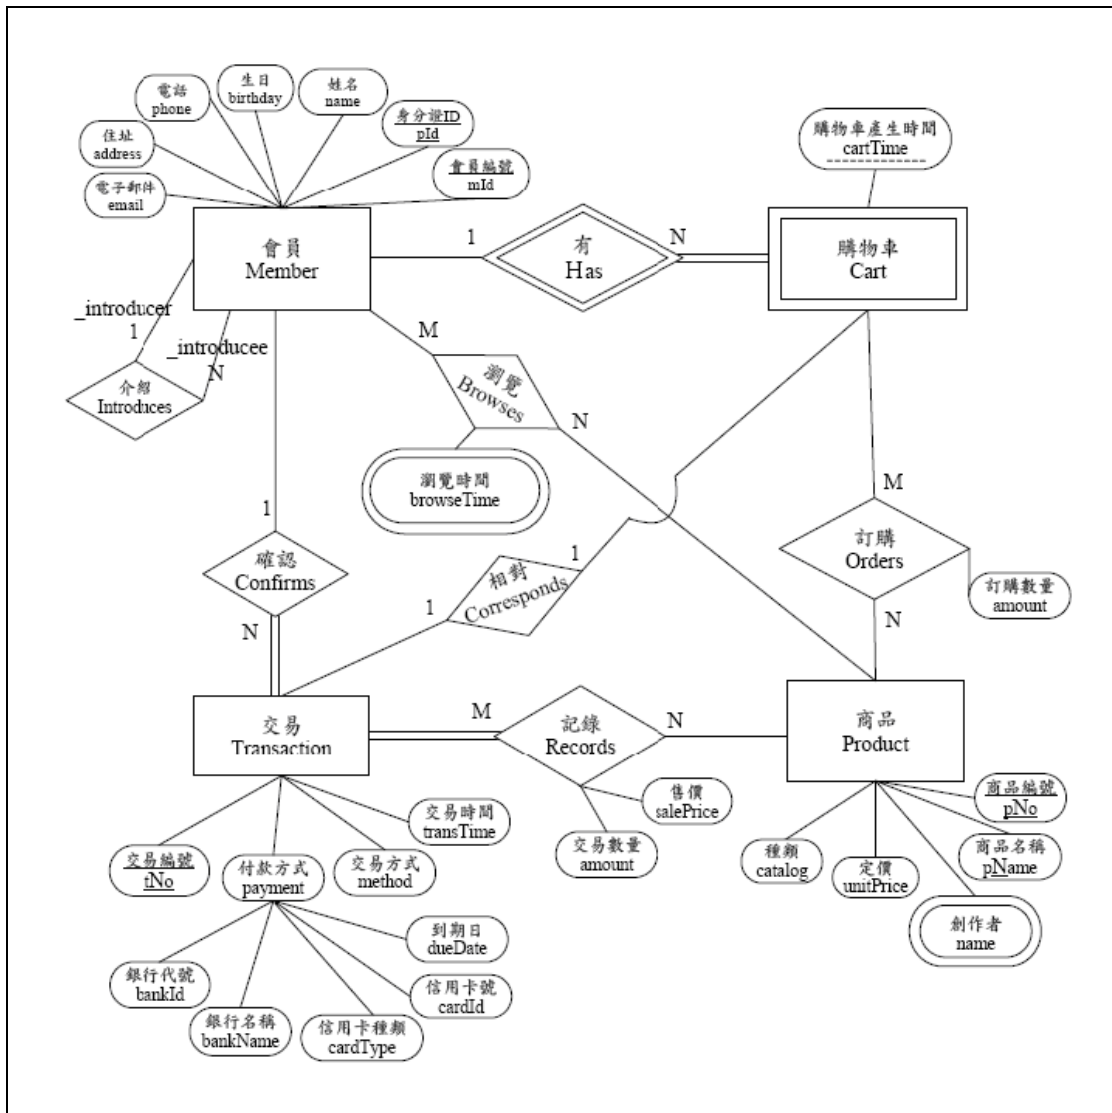 生日
birthday
姓名
name
電話
phone
身分證ID
pId
住址
address
會員編號
mId
電子郵件
email
購物車產生時間
cartTime
會員
Member
1
有
Has
N
購物車
Cart
_introducer
1
_introducee
N
介紹
Introduces
M
瀏覽
Browses
N
瀏覽時間
browseTime
M
訂購
Orders
訂購數量
amount
N
1
確認
Confirms
N
1
相對
Corresponds
1
交易
Transaction
M
記錄
Records
N
商品
Product
售價
salePrice
交易數量
amount
交易時間
transTime
交易編號
tNo
付款方式
payment
交易方式
method
種類
catalog
定價
unitPrice
商品編號
pNo
商品名稱
pName
創作者
name
到期日
dueDate
銀行代號
bankId
信用卡號
cardId
銀行名稱
bankName
信用卡種類
cardType